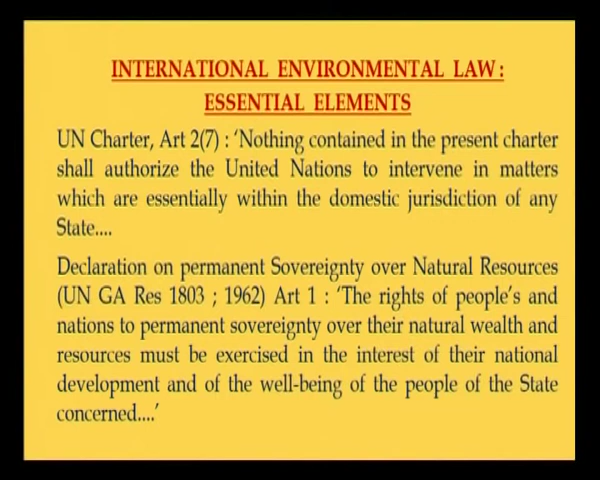 INTERNATIONAL ENVIRONMENTAL LAW :
ESSENTIAL ELEMENTS
UN Charter, Art 2(7) : ‘Nothing contained in the present charter
shall authorize the United Nations to intervene in matters
which are essentially within the domestic jurisdiction of any
State....
Declaration on permanent Sovereignty over Natural Resources
(UN GA Res 1803 ; 1962) Art 1 : ‘The rights of people’s and
nations to permanent sovereignty over their natural wealth and
resources must be exercised in the interest of their national
development and of the well-being of the people of the State
concerned....’